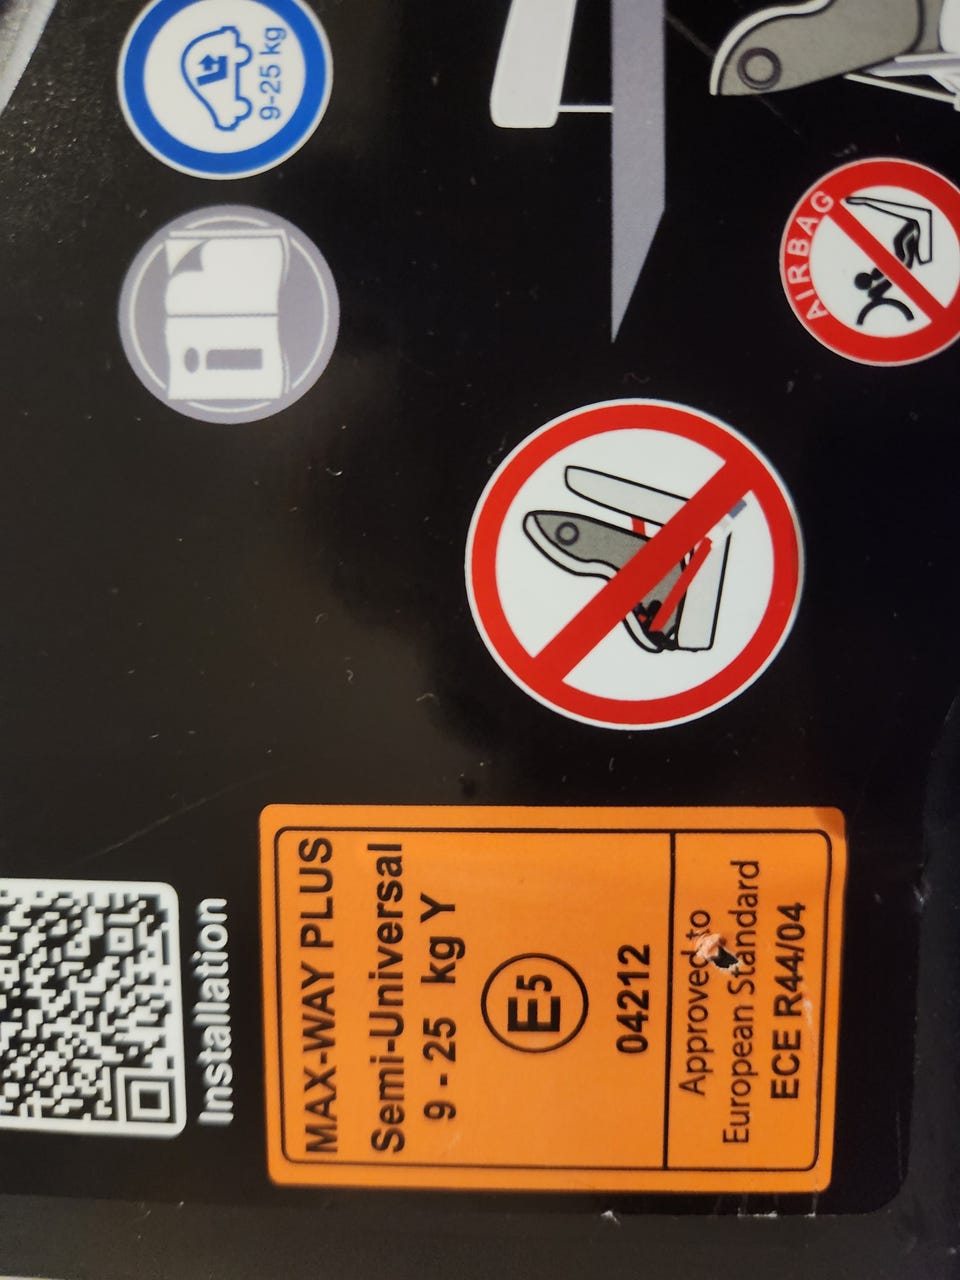 9-25 kg
AIRBAG
Installation
MAX-WAY PLUS
Semi-Universal
9 - 25 kg Y
E5
04212
Approved to
European Standard
ECE R44/04